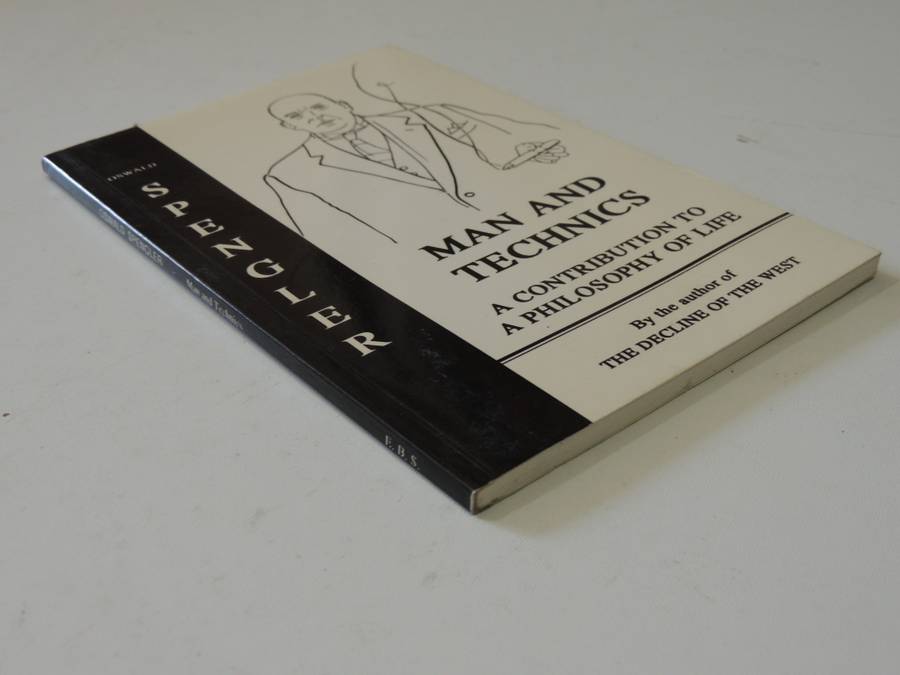 OSWALD
SPENGLER
MAN AND
TECHNICS
A CONTRIBUTION TO
A PHILOSOPHY OF LIFE
By the author of
THE DECLINE OF THE WEST
OSWALD SPENGLER
Man and Technics
E. B. S.